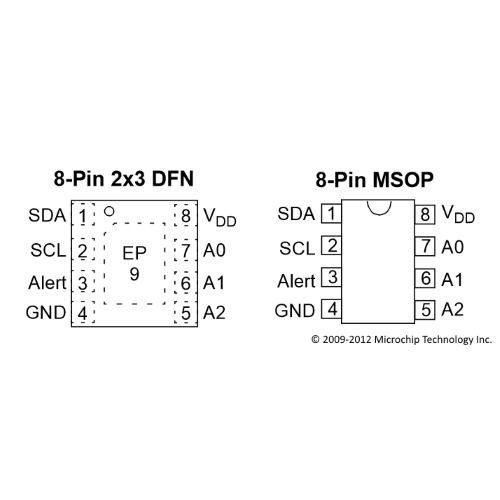 8-Pin 2x3 DFN
SDA 1 8 VDD
SCL 2 EP 7 A0
9
Alert 3 6 A1
GND 4 5 A2
8-Pin MSOP
SDA 1 8 VDD
SCL 2 7 A0
Alert 3 6 A1
GND 4 5 A2
© 2009-2012 Microchip Technology Inc.